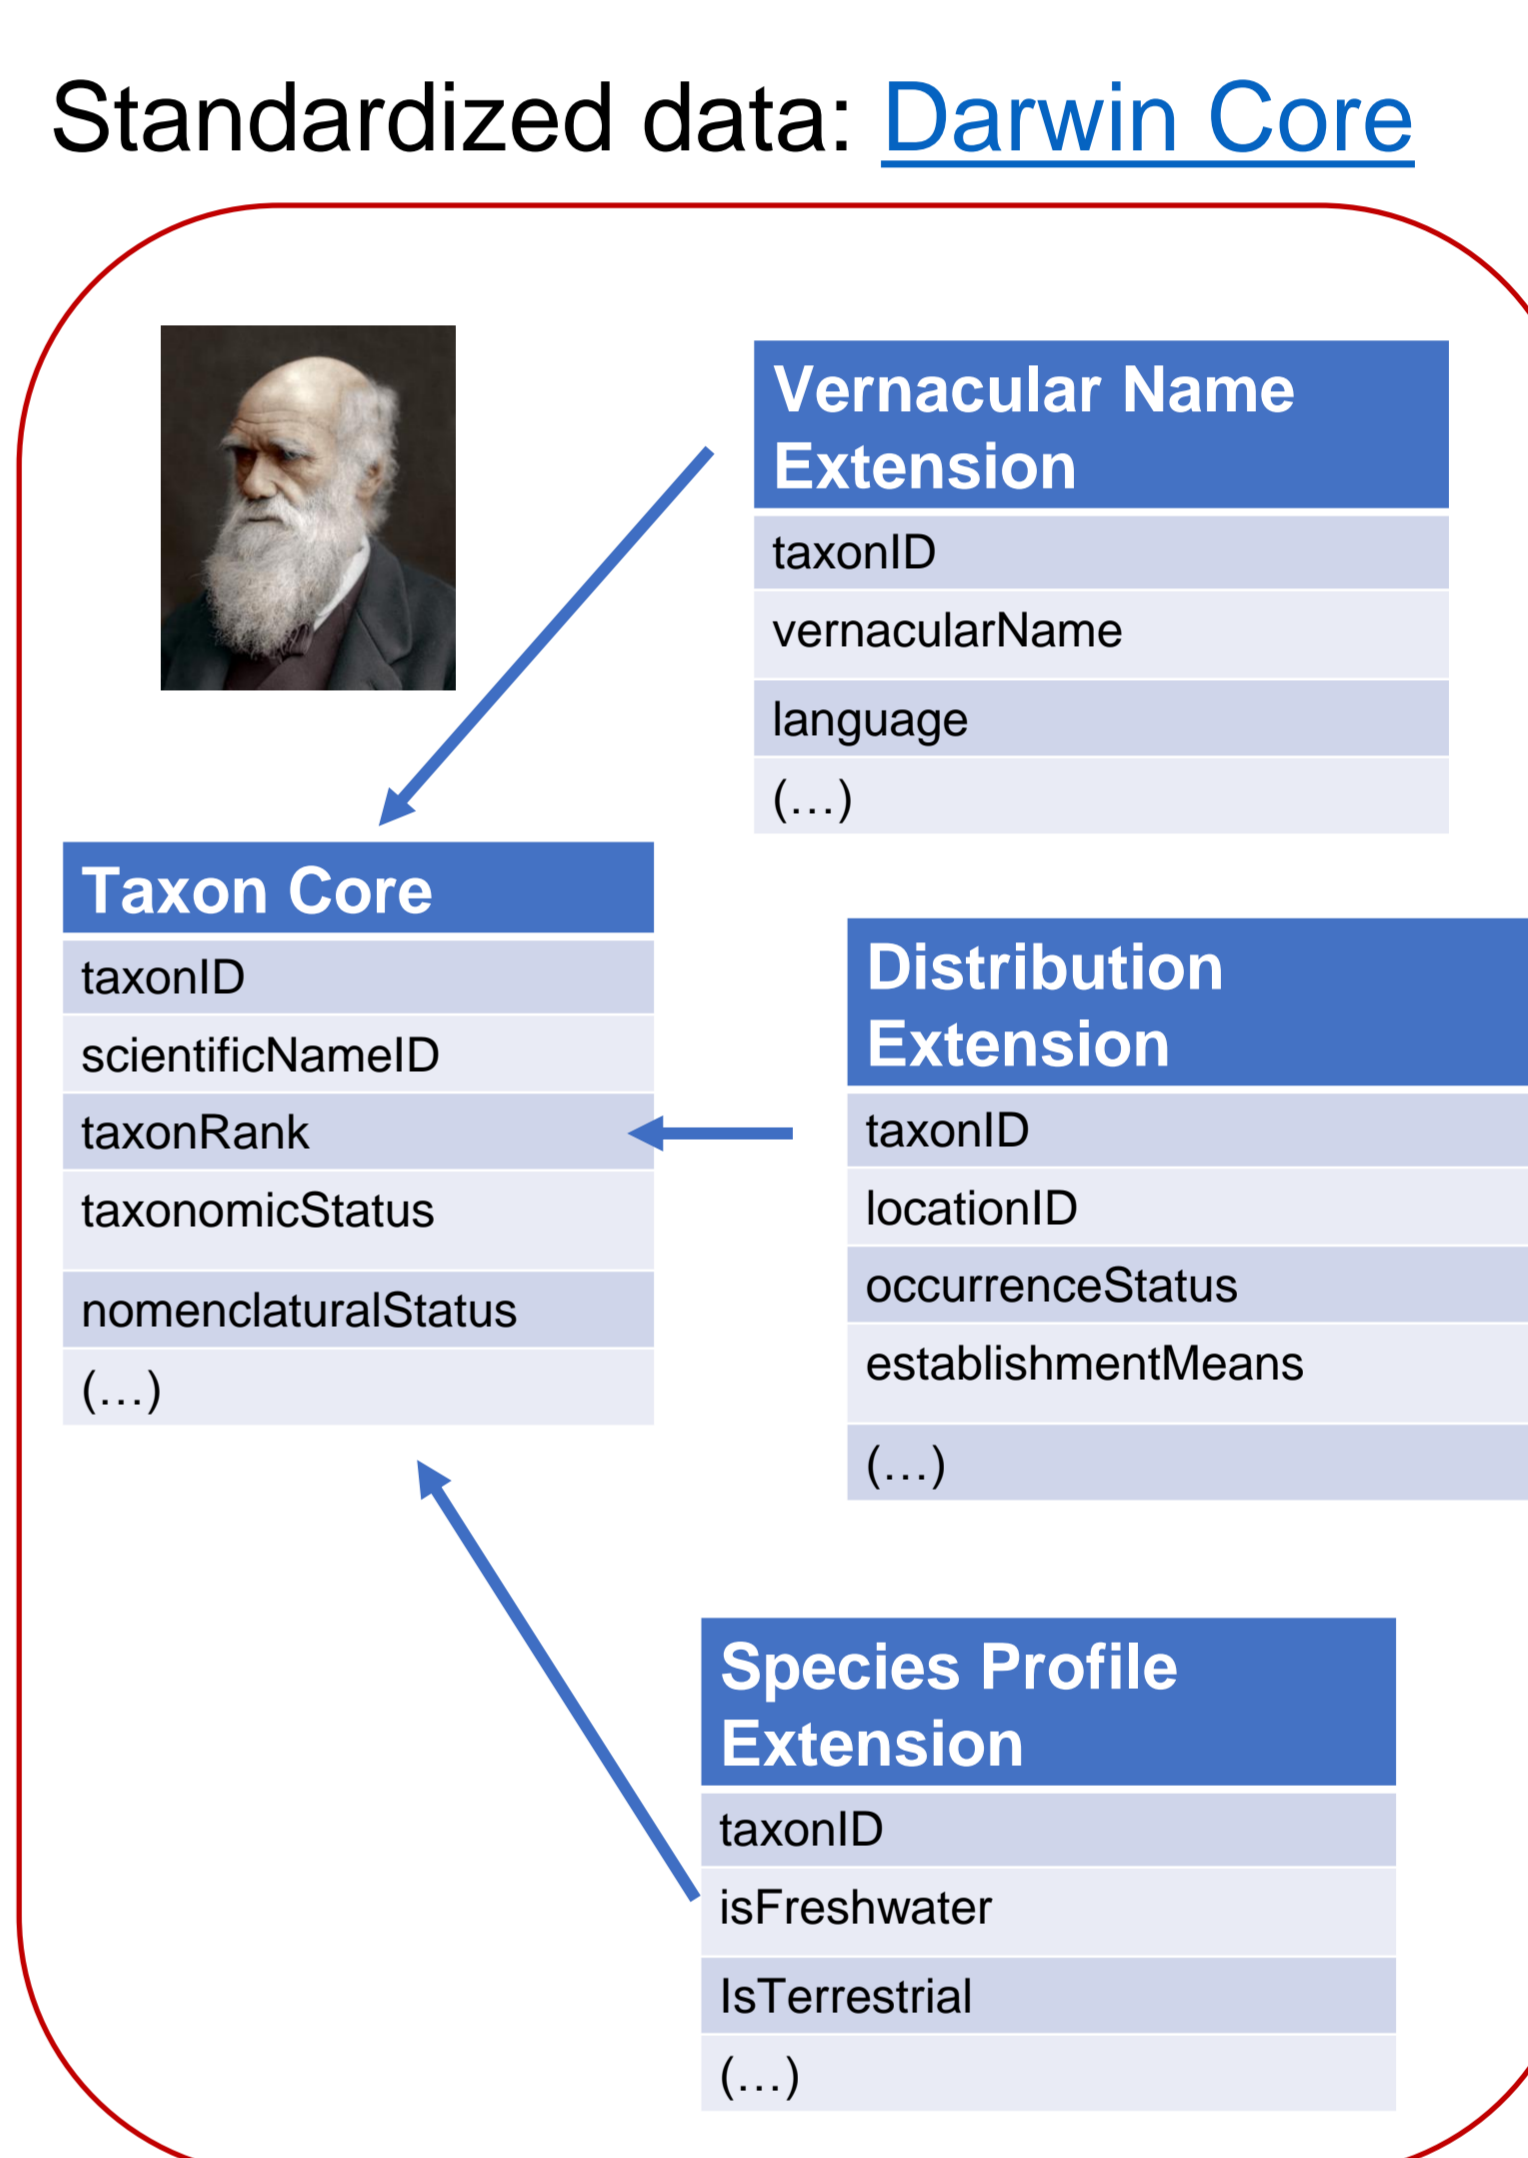 Standardized data: Darwin Core
Vernacular Name
Extension
taxonID
vernacularName
language
(…)
Taxon Core
taxonID
scientificNameID
taxonRank
taxonomicStatus
nomenclaturalStatus
(…)
Distribution
Extension
taxonID
locationID
occurrenceStatus
establishmentMeans
(…)
Species Profile
Extension
taxonID
isFreshwater
IsTerrestrial
(…)